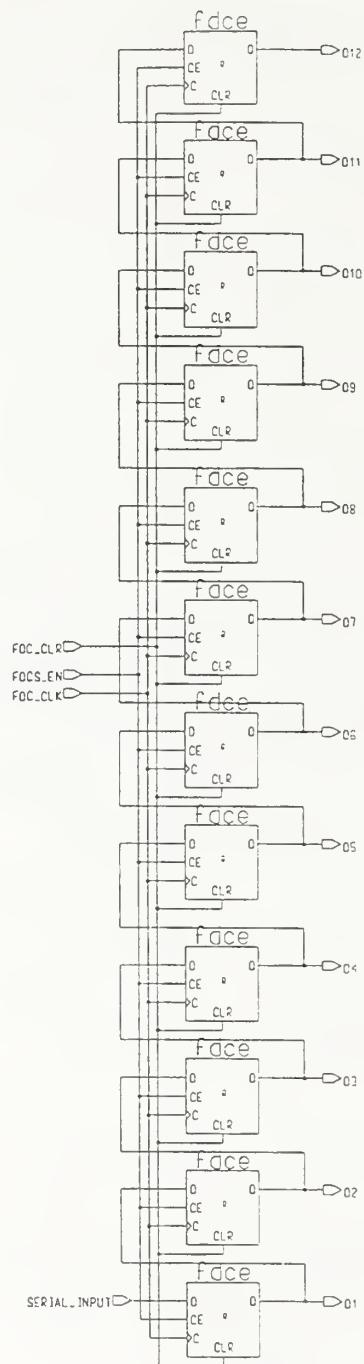 fdce
D Q O12
CE R
C
CLR
fdce
D Q O11
CE R
C
CLR
fdce
D Q O10
CE R
C
CLR
fdce
D Q O9
CE R
C
CLR
fdce
D Q O8
CE R
C
CLR
fdce
D Q O7
CE R
FOC_CLR
C
CLR
FOCS_EN
FOC_CLK
fdce
D Q O6
CE R
C
CLR
fdce
D Q O5
CE R
C
CLR
fdce
D Q O4
CE R
C
CLR
fdce
D Q O3
CE R
C
CLR
fdce
D Q O2
CE R
C
CLR
fdce
SERIAL_INPUT D Q O1
CE R
C
CLR